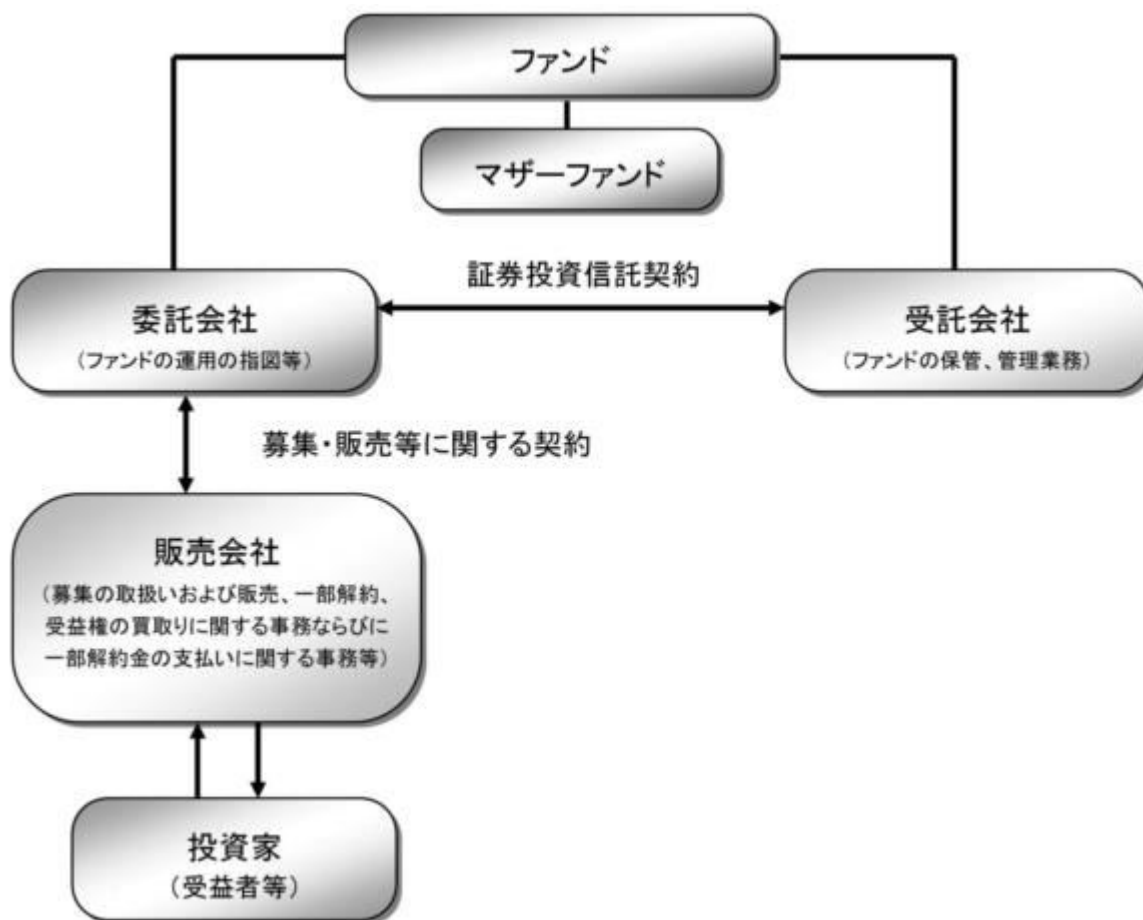 ファンド
マザーファンド
証券投資信託契約
委託会社
(ファンドの運用の指図等)
受託会社
(ファンドの保管、管理業務)
募集・販売等に関する契約
販売会社
(募集の取扱いおよび販売、一部解約、
受益権の買取りに関する事務ならびに
一部解約金の支払いに関する事務等)
投資家
(受益者等)